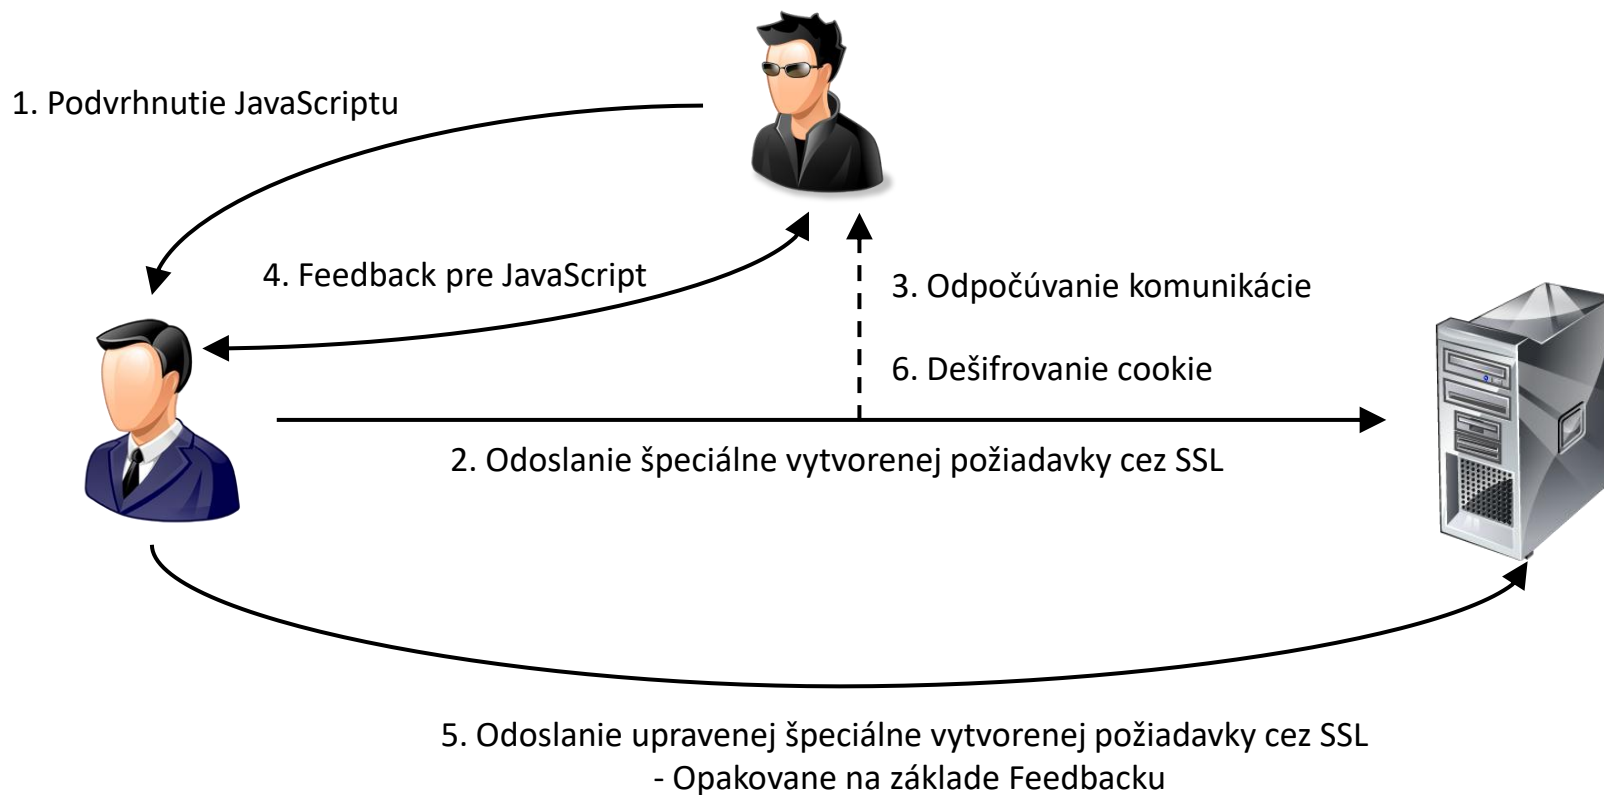 1. Podvrhnutie JavaScriptu
4. Feedback pre JavaScript
3. Odpočúvanie komunikácie
6. Dešifrovanie cookie
2. Odoslanie špeciálne vytvorenej požiadavky cez SSL
5. Odoslanie upravenej špeciálne vytvorenej požiadavky cez SSL
- Opakovane na základe Feedbacku